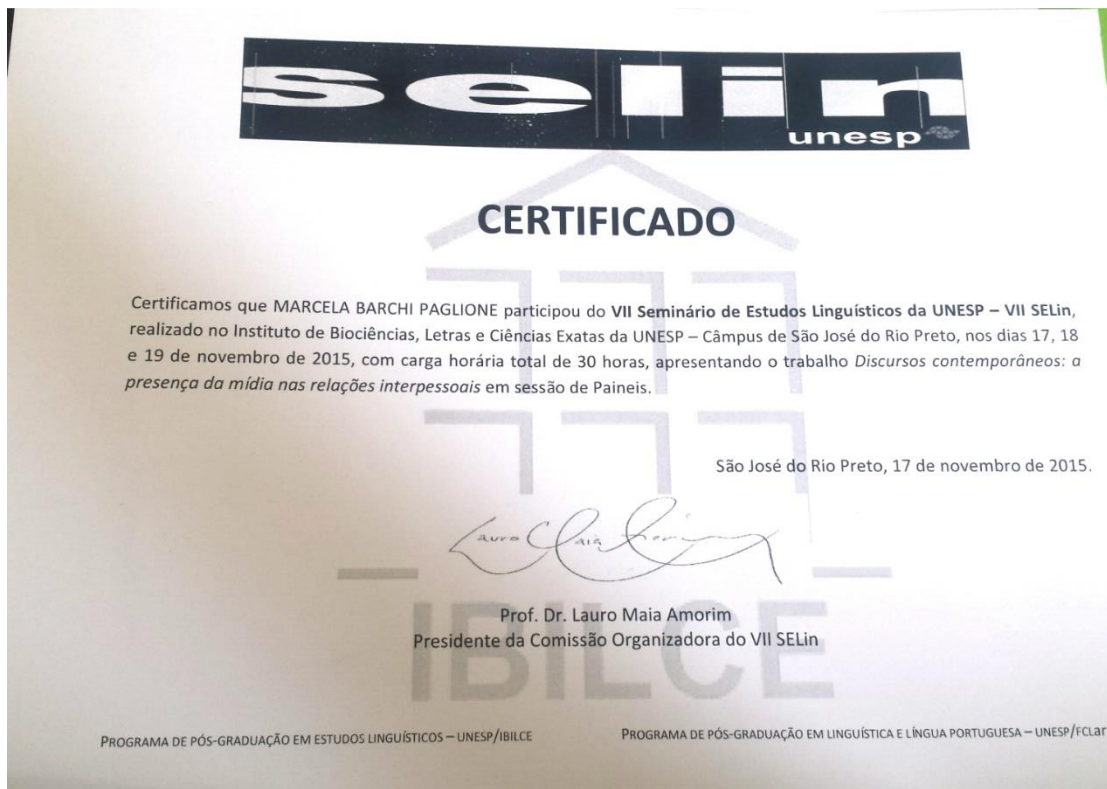 selin
unesp
CERTIFICADO
Certificamos que MARCELA BARCHI PAGLIONE participou do VII Seminário de Estudos Linguísticos da UNESP – VII SELin,
realizado no Instituto de Biociências, Letras e Ciências Exatas da UNESP – Câmpus de São José do Rio Preto, nos dias 17, 18
e 19 de novembro de 2015, com carga horária total de 30 horas, apresentando o trabalho Discursos contemporâneos: a
presença da mídia nas relações interpessoais em sessão de Paineis.
São José do Rio Preto, 17 de novembro de 2015.
Lauro Maia Amorim
Prof. Dr. Lauro Maia Amorim
Presidente da Comissão Organizadora do VII SELin
IBILCE
PROGRAMA DE PÓS-GRADUAÇÃO EM ESTUDOS LINGUÍSTICOS – UNESP/IBILCE
PROGRAMA DE PÓS-GRADUAÇÃO EM LINGUÍSTICA E LÍNGUA PORTUGUESA – UNESP/FCLar